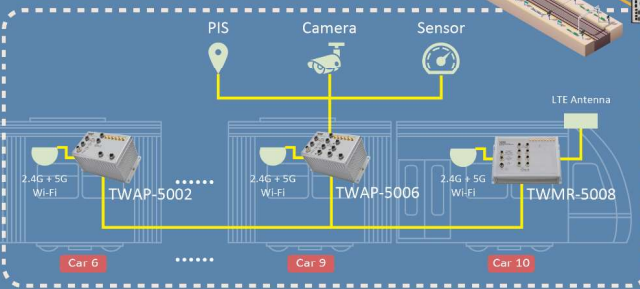 PIS
Camera
Sensor
LTE Antenna
2.4G + 5G
Wi-Fi
TWAP-5002
2.4G + 5G
Wi-Fi
TWAP-5006
2.4G + 5G
Wi-Fi
TWMR-5008
Car 6
Car 9
Car 10